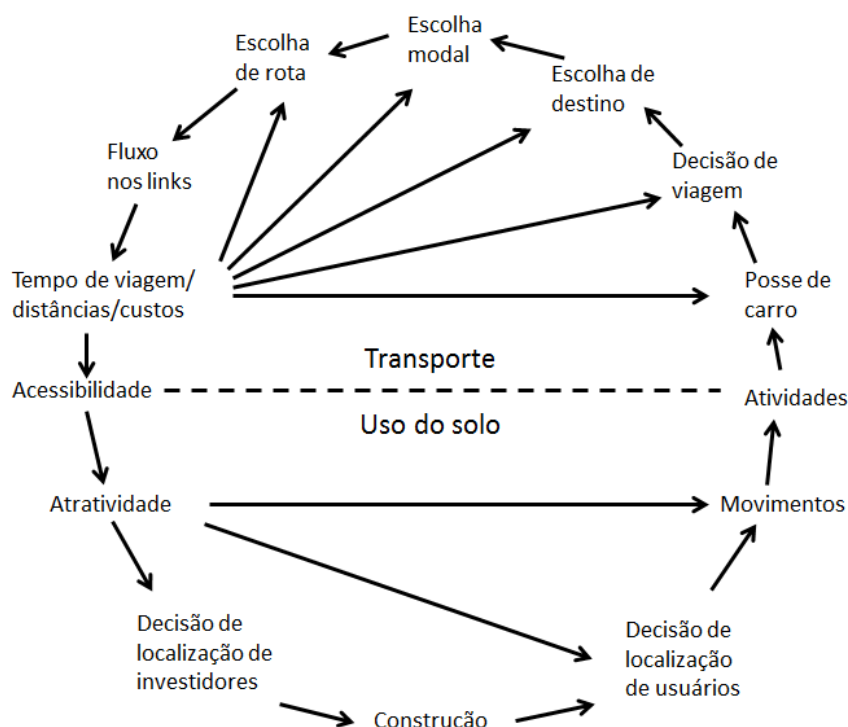 Escolha
modal
Escolha
de rota
Escolha de
destino
Fluxo
nos links
Decisão de
viagem
Tempo de viagem/
distâncias/custos
Posse de
carro
Transporte
Acessibilidade
Atividades
Uso do solo
Atratividade
Movimentos
Decisão de
localização de
investidores
Decisão de
localização
de usuários
Construção